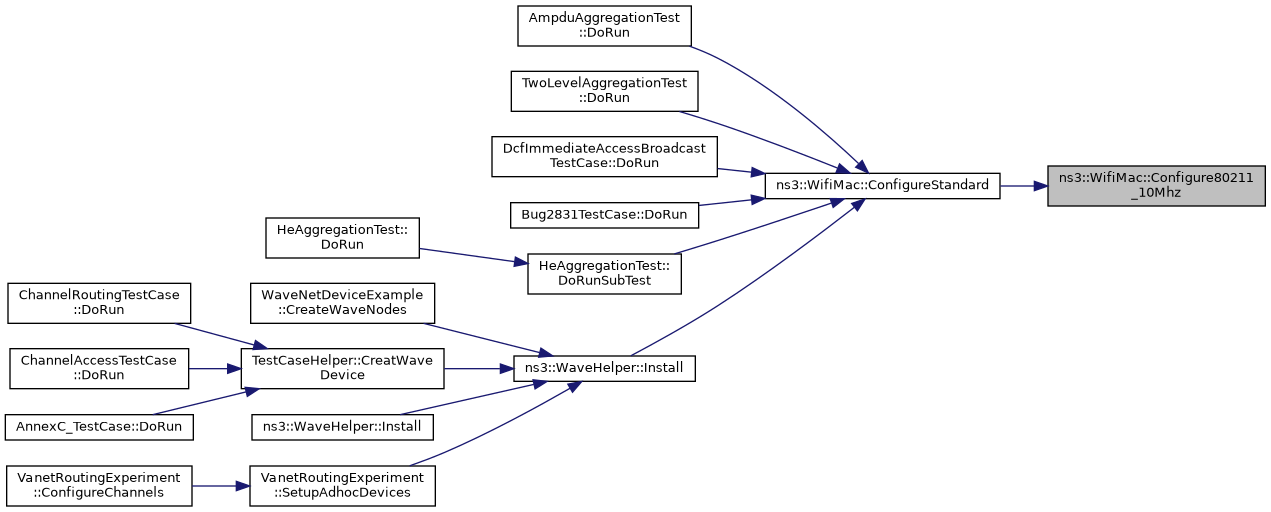 AmpduAggregationTest
::DoRun
TwoLevelAggregationTest
::DoRun
DcfImmediateAccessBroadcast
TestCase::DoRun
ns3::WifiMac::ConfigureStandard
ns3::WifiMac::Configure80211
_10Mhz
Bug2831TestCase::DoRun
HeAggregationTest::
DoRun
HeAggregationTest::
DoRunSubTest
ChannelRoutingTestCase
::DoRun
WaveNetDeviceExample
::CreateWaveNodes
ChannelAccessTestCase
::DoRun
TestCaseHelper::CreatWave
Device
ns3::WaveHelper::Install
AnnexC_TestCase::DoRun
ns3::WaveHelper::Install
VanetRoutingExperiment
::ConfigureChannels
VanetRoutingExperiment
::SetupAdhocDevices